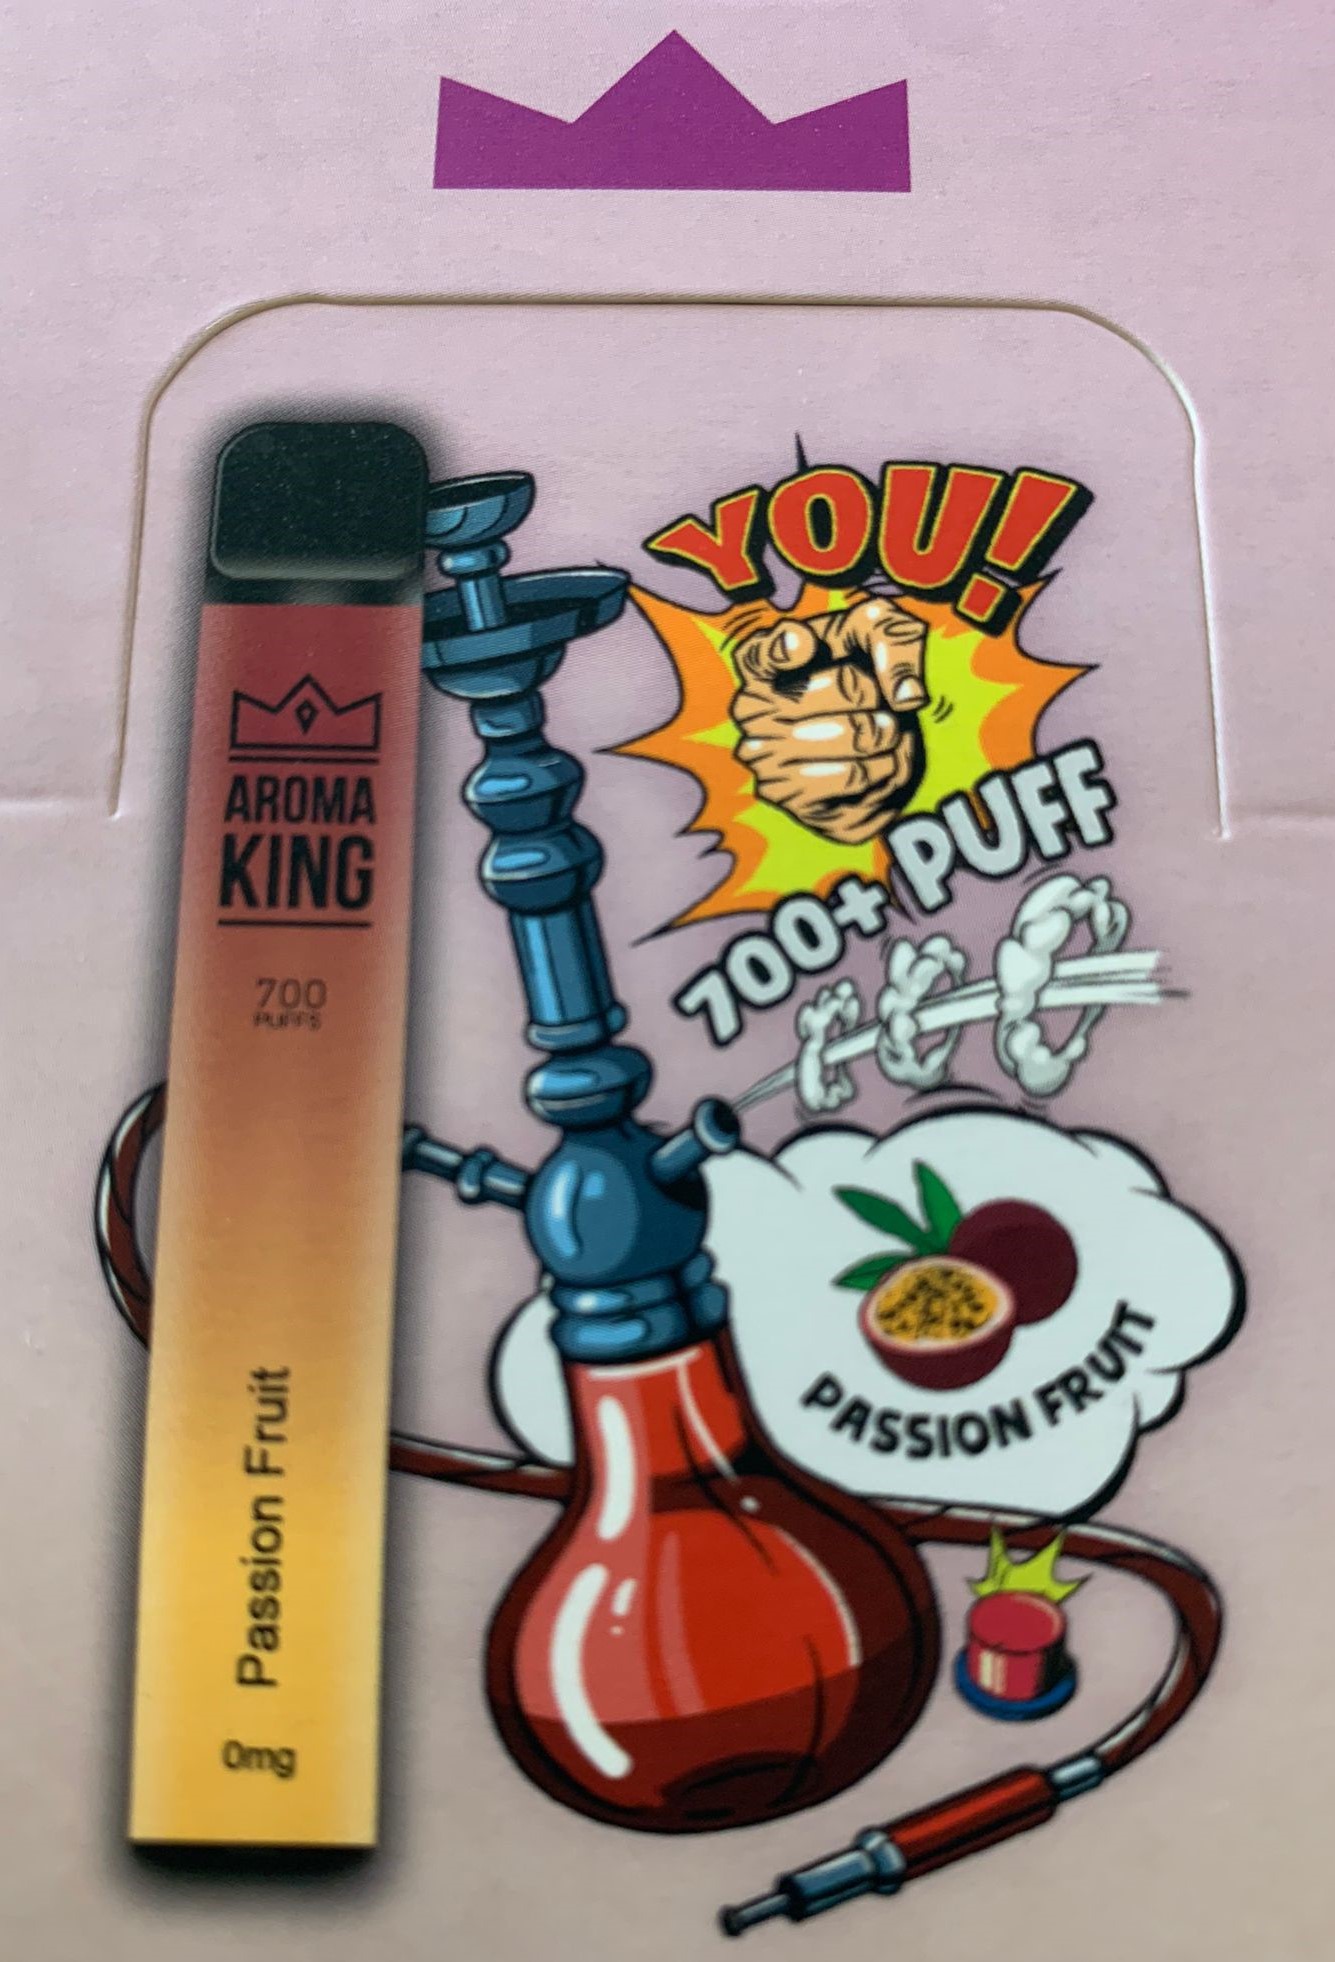 AROMA
KING
700
PUFFS
Passion Fruit
0mg
YOU!
700+ PUFF
PASSION FRUIT